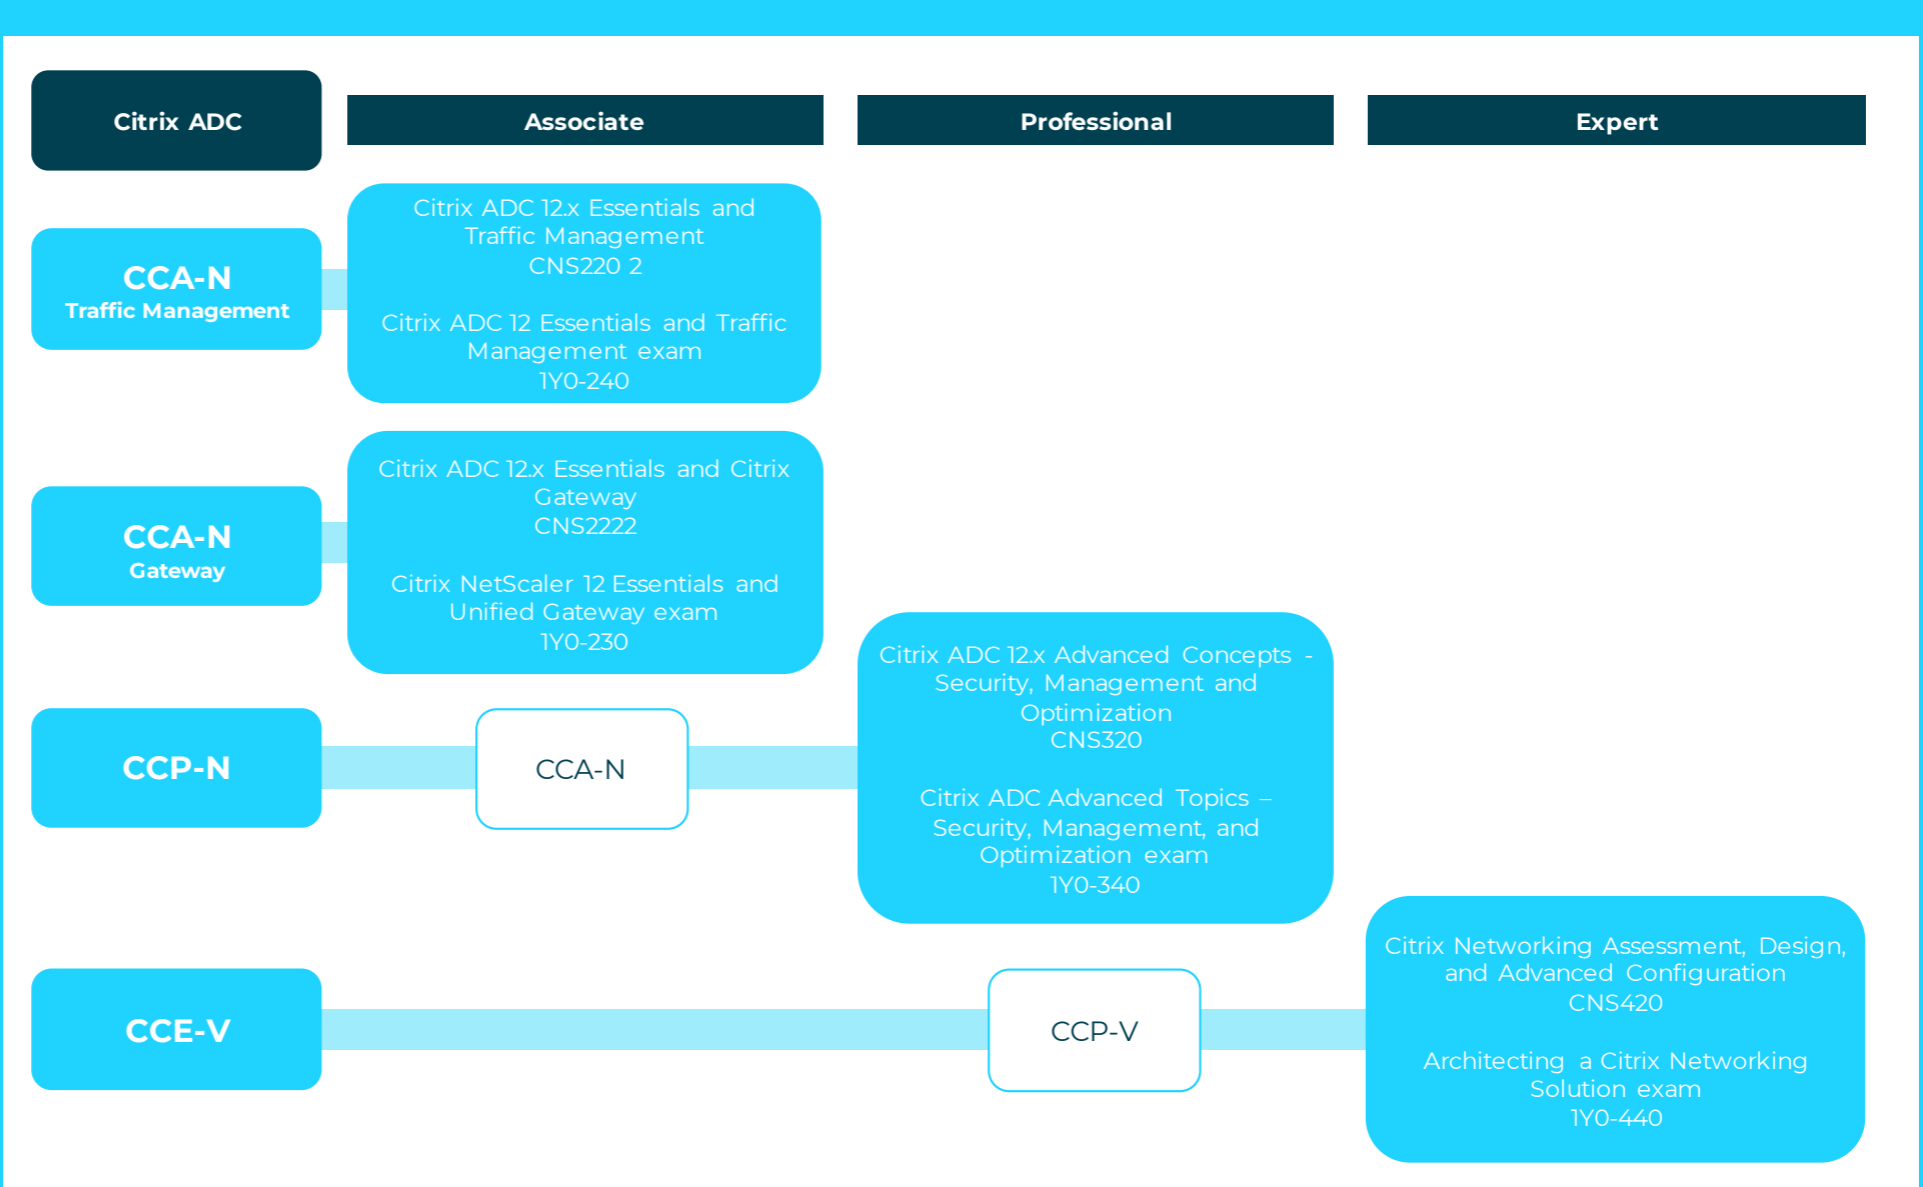 Citrix ADC
Associate
Professional
Expert
CCA-N
Traffic Management
Citrix ADC 12.x Essentials and
Traffic Management
CNS220 2
Citrix ADC 12 Essentials and Traffic
Management exam
1Y0-240
CCA-N
Gateway
Citrix ADC 12.x Essentials and Citrix
Gateway
CNS2222
Citrix NetScaler 12 Essentials and
Unified Gateway exam
1Y0-230
CCP-N
CCA-N
Citrix ADC 12.x Advanced Concepts -
Security, Management and
Optimization
CNS320
Citrix ADC Advanced Topics –
Security, Management, and
Optimization exam
1Y0-340
CCE-V
CCP-V
Citrix Networking Assessment, Design,
and Advanced Configuration
CNS420
Architecting a Citrix Networking
Solution exam
1Y0-440